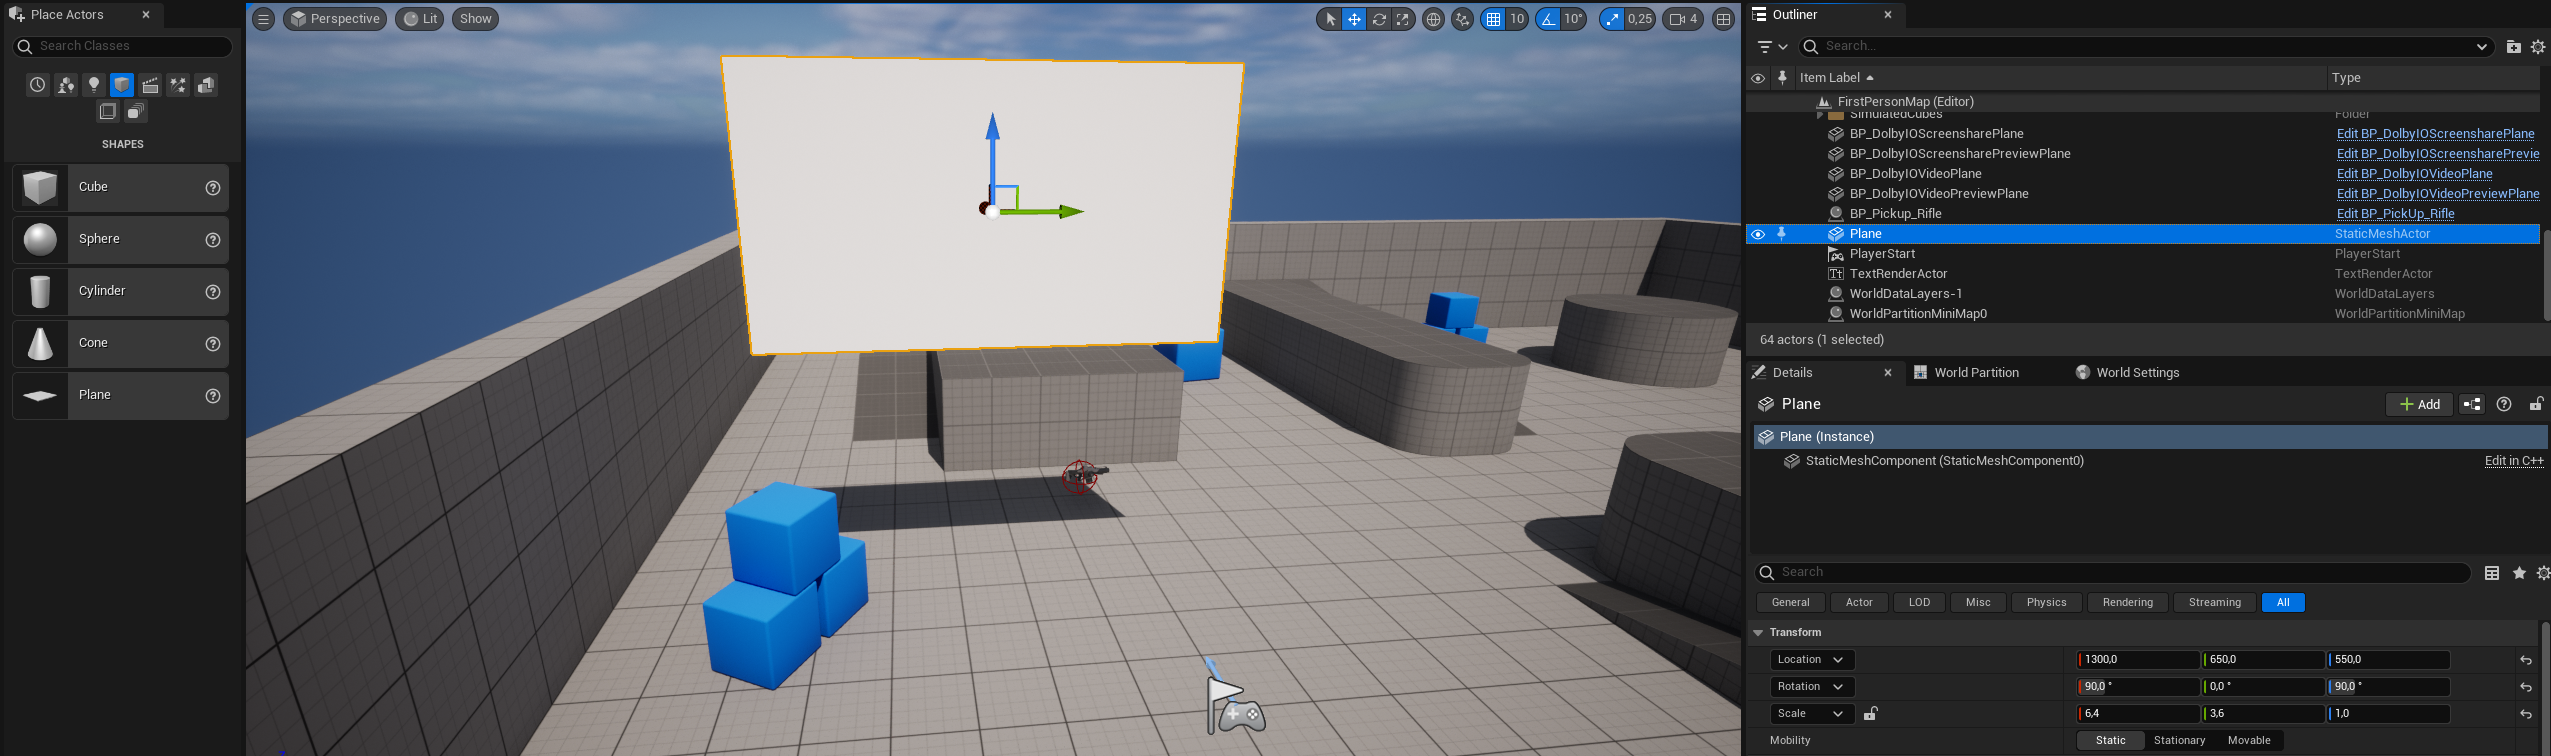 Place Actors
Search Classes
SHAPES
Cube
Sphere
Cylinder
Cone
Plane
Perspective
Lit
Show
10
10°
0,25
4
Outliner
Search...
Item Label
Type
FirstPersonMap (Editor)
SimulatedCubes Folder
BP_DolbyIOScreensharePlane Edit BP_DolbyIOScreensharePlane
BP_DolbyIOScreensharePreviewPlane Edit BP_DolbyIOScreensharePrevie
BP_DolbyIOVideoPlane Edit BP_DolbyIOVideoPlane
BP_DolbyIOVideoPreviewPlane Edit BP_DolbyIOVideoPreviewPlane
BP_Pickup_Rifle Edit BP_PickUp_Rifle
Plane StaticMeshActor
PlayerStart PlayerStart
TextRenderActor TextRenderActor
WorldDataLayers-1 WorldDataLayers
WorldPartitionMiniMap0 WorldPartitionMiniMap
64 actors (1 selected)
Details World Partition World Settings
Plane
Add
Plane (Instance)
StaticMeshComponent (StaticMeshComponent0) Edit in C++
Search
General Actor LOD Misc Physics Rendering Streaming All
Transform
Location 1300,0 650,0 550,0
Rotation 90,0 ° 0,0 ° 90,0 °
Scale 6,4 3,6 1,0
Mobility Static Stationary Movable